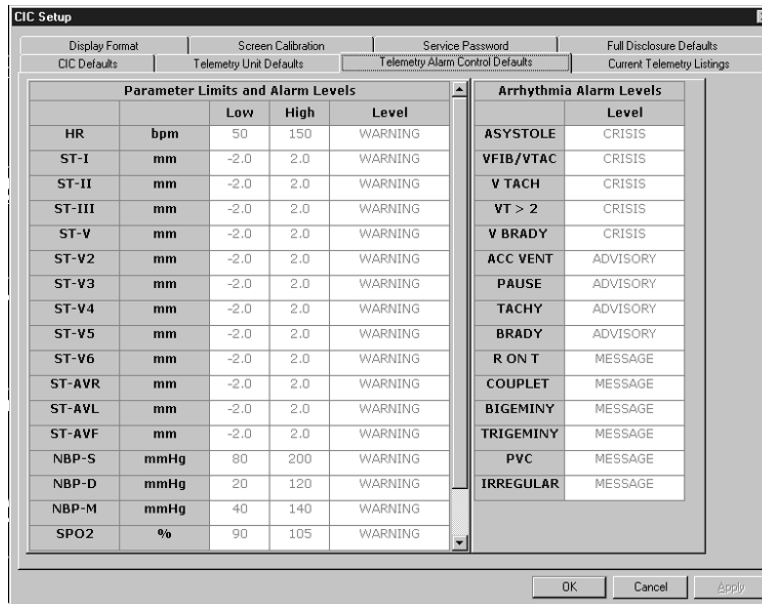 CIC Setup
Display Format Screen Calibration Service Password Full Disclosure Defaults
CIC Defaults Telemetry Unit Defaults Telemetry Alarm Control Defaults Current Telemetry Listings
Parameter Limits and Alarm Levels Arrhythmia Alarm Levels
Low High Level Level
HR bpm 50 150 WARNING ASYSTOLE CRISIS
ST-I mm -2.0 2.0 WARNING VFIB/VTAC CRISIS
ST-II mm -2.0 2.0 WARNING V TACH CRISIS
ST-III mm -2.0 2.0 WARNING VT > 2 CRISIS
ST-V mm -2.0 2.0 WARNING V BRADY CRISIS
ST-V2 mm -2.0 2.0 WARNING ACC VENT ADVISORY
ST-V3 mm -2.0 2.0 WARNING PAUSE ADVISORY
ST-V4 mm -2.0 2.0 WARNING TACHY ADVISORY
ST-V5 mm -2.0 2.0 WARNING BRADY ADVISORY
ST-V6 mm -2.0 2.0 WARNING R ON T MESSAGE
ST-AVR mm -2.0 2.0 WARNING COUPLET MESSAGE
ST-AVL mm -2.0 2.0 WARNING BIGEMINY MESSAGE
ST-AVF mm -2.0 2.0 WARNING TRIGEMINY MESSAGE
NBP-S mmHg 80 200 WARNING PVC MESSAGE
NBP-D mmHg 20 120 WARNING IRREGULAR MESSAGE
NBP-M mmHg 40 140 WARNING
SPO2 % 90 105 WARNING
OK Cancel Apply